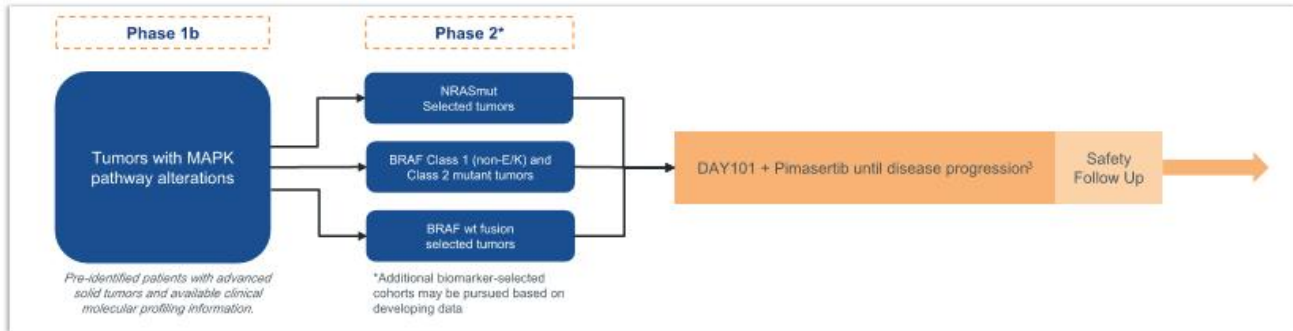 Phase 1b
Phase 2*
Tumors with MAPK
pathway alterations
Pre-identified patients with advanced
solid tumors and available clinical
molecular profiling information.
NRASmut
Selected tumors
BRAF Class 1 (non-E/K) and
Class 2 mutant tumors
BRAF wt fusion
selected tumors
*Additional biomarker-selected
cohorts may be pursued based on
developing data
DAY101 + Pimasertib until disease progression³
Safety
Follow Up